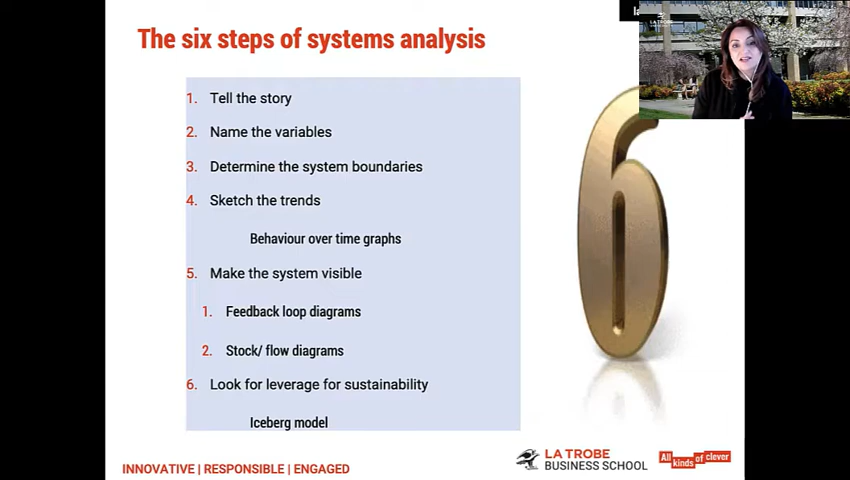 The six steps of systems analysis
1. Tell the story
2. Name the variables
3. Determine the system boundaries
4. Sketch the trends
Behaviour over time graphs
5. Make the system visible
1. Feedback loop diagrams
2. Stock/ flow diagrams
6. Look for leverage for sustainability
Iceberg model
6
INNOVATIVE | RESPONSIBLE | ENGAGED
LA TROBE
BUSINESS SCHOOL
All kinds of clever
LA TROBE